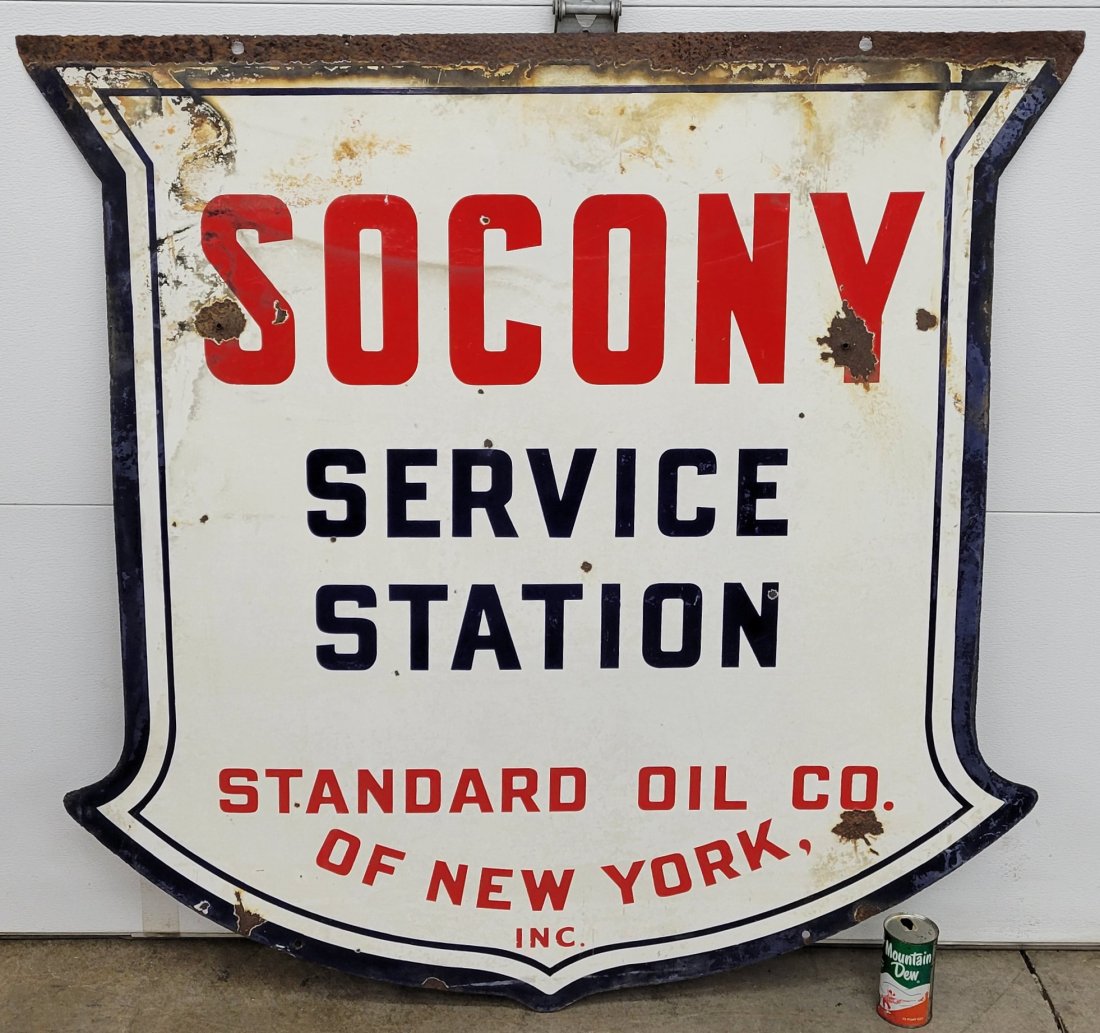 SOCONY
SERVICE
STATION
STANDARD OIL CO.
OF NEW YORK,
INC.
Mountain
Dew